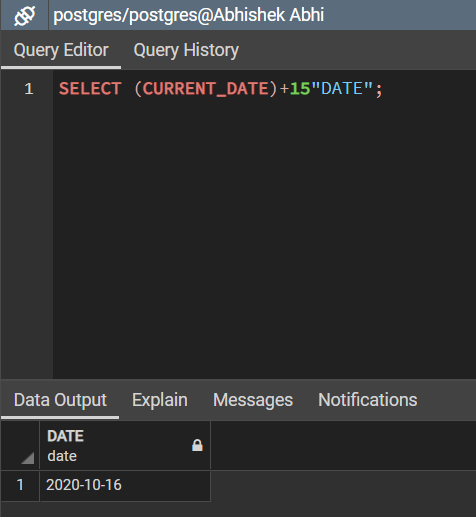 postgres/postgres@Abhishek Abhi
Query Editor Query History
1 SELECT (CURRENT_DATE)+15"DATE";
Data Output Explain Messages Notifications
DATE
date
1 2020-10-16